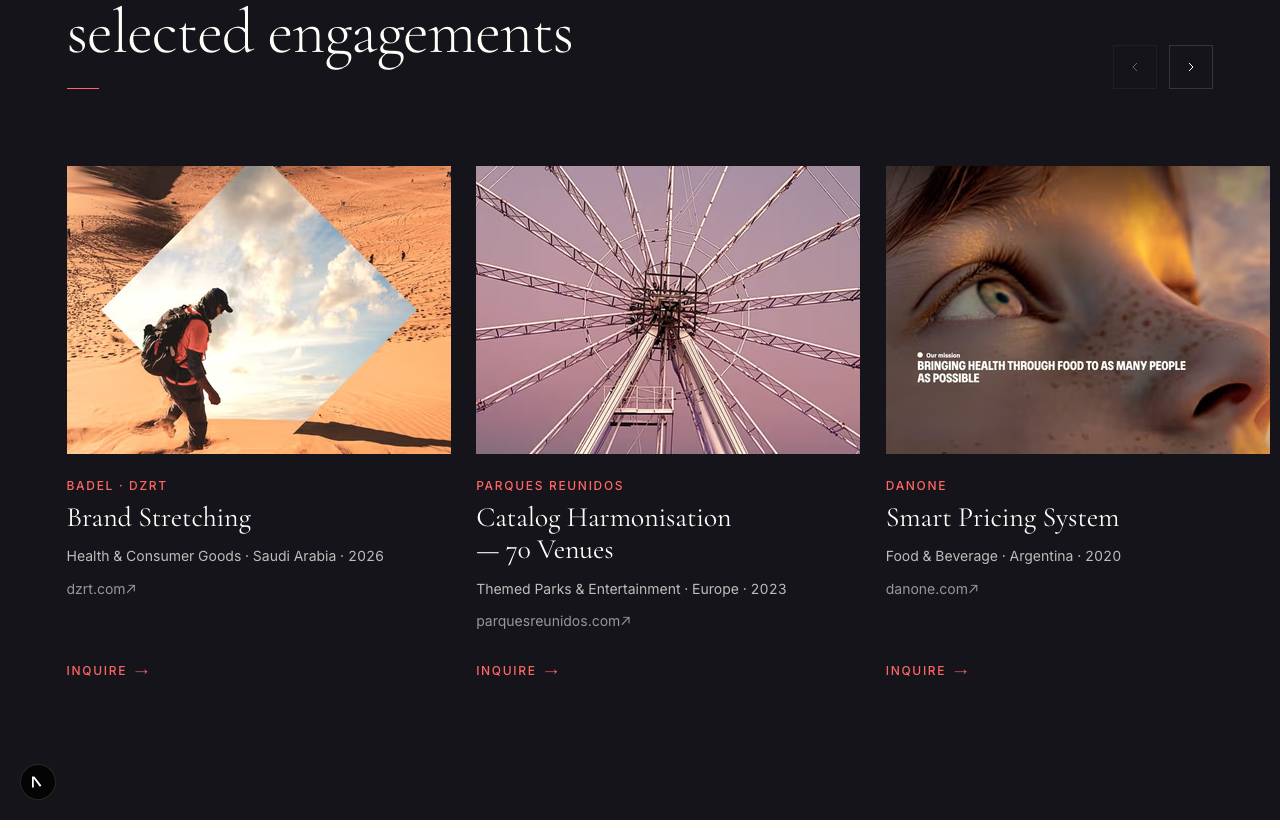 selected engagements
Our mission
BRINGING HEALTH THROUGH FOOD TO AS MANY PEOPLE
AS POSSIBLE
BADEL · DZRT
Brand Stretching
Health & Consumer Goods · Saudi Arabia · 2026
dzrt.com↗
INQUIRE →
PARQUES REUNIDOS
Catalog Harmonisation
— 70 Venues
Themed Parks & Entertainment · Europe · 2023
parquesreunidos.com↗
INQUIRE →
DANONE
Smart Pricing System
Food & Beverage · Argentina · 2020
danone.com↗
INQUIRE →